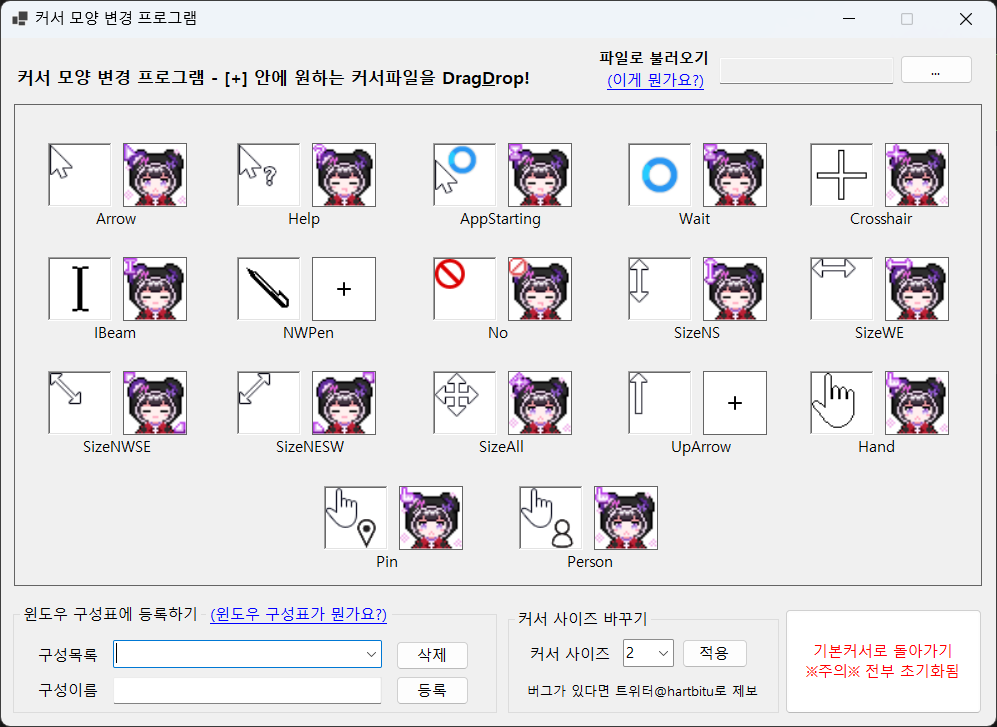 커서 모양 변경 프로그램
커서 모양 변경 프로그램 - [+] 안에 원하는 커서파일을 DragDrop!
파일로 불러오기
(이게 뭔가요?)
...
Arrow
Help
AppStarting
Wait
Crosshair
IBeam
+
NWPen
No
SizeNS
SizeWE
SizeNWSE
SizeNESW
SizeAll
+
UpArrow
Hand
Pin
Person
윈도우 구성표에 등록하기 (윈도우 구성표가 뭔가요?)
구성목록
삭제
구성이름
등록
커서 사이즈 바꾸기
커서 사이즈 2 적용
버그가 있다면 트위터@hartbitu로 제보
기본커서로 돌아가기
※주의※ 전부 초기화됨